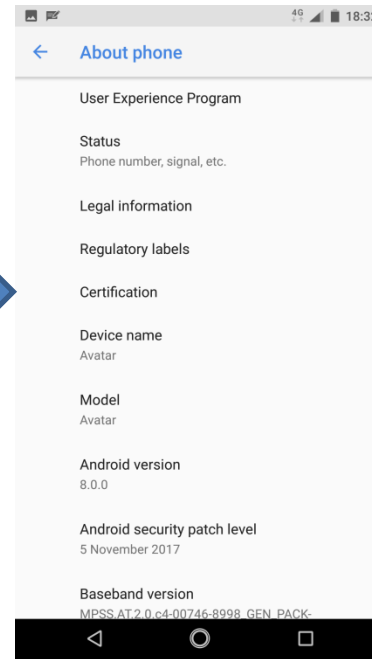 4G 18:3
About phone
User Experience Program
Status
Phone number, signal, etc.
Legal information
Regulatory labels
Certification
Device name
Avatar
Model
Avatar
Android version
8.0.0
Android security patch level
5 November 2017
Baseband version
MPSS.AT.2.0.c4-00746-8998_GEN_PACK-